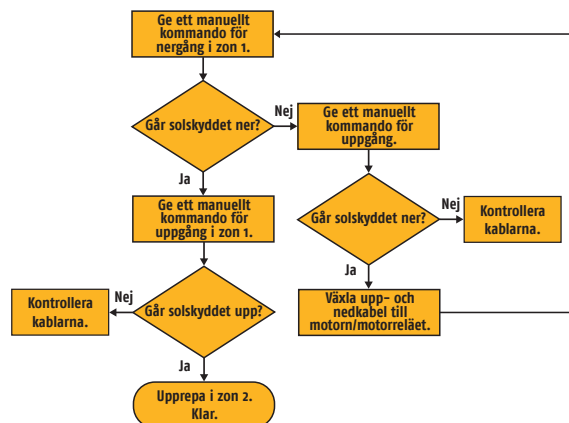 Ge ett manuellt
kommando för
nergång i zon 1.
Går solskyddet ner?
Nej
Ge ett manuellt
kommando för
uppgång.
Ja
Ge ett manuellt
kommando för
uppgång i zon 1.
Går solskyddet ner?
Nej
Kontrollera
kablarna.
Ja
Växla upp- och
nedkabel till
motorn/motorreläet.
Går solskyddet upp?
Nej
Kontrollera
kablarna.
Ja
Upprepa i zon 2.
Klar.